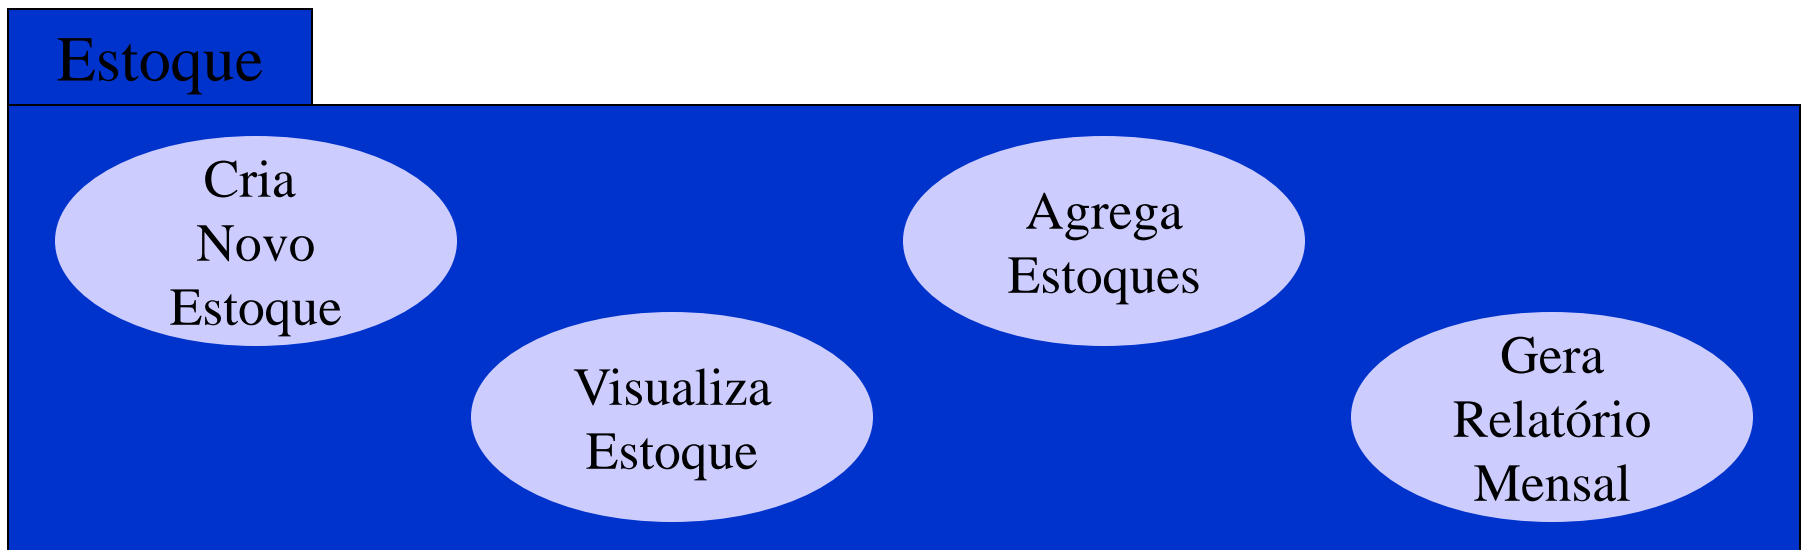 Estoque
Cria
Novo
Estoque
Visualiza
Estoque
Agrega
Estoques
Gera
Relatório
Mensal